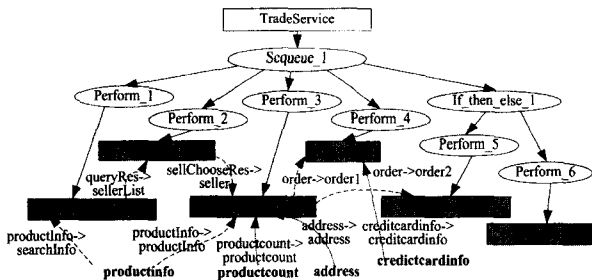 TradeService
Scqueue_1
Perform_1
Perform_2
Perform_3
Perform_4
If_then_else_1
Perform_5
Perform_6
queryRes->
sellerList
sellChooseRes->
seller
order->order1
order->order2
productInfo->
searchInfo
productInfo->
productInfo
productcount->
productcount
address->
address
creditcardinfo->
creditcardinfo
productinfo
productcount
address
credictcardinfo